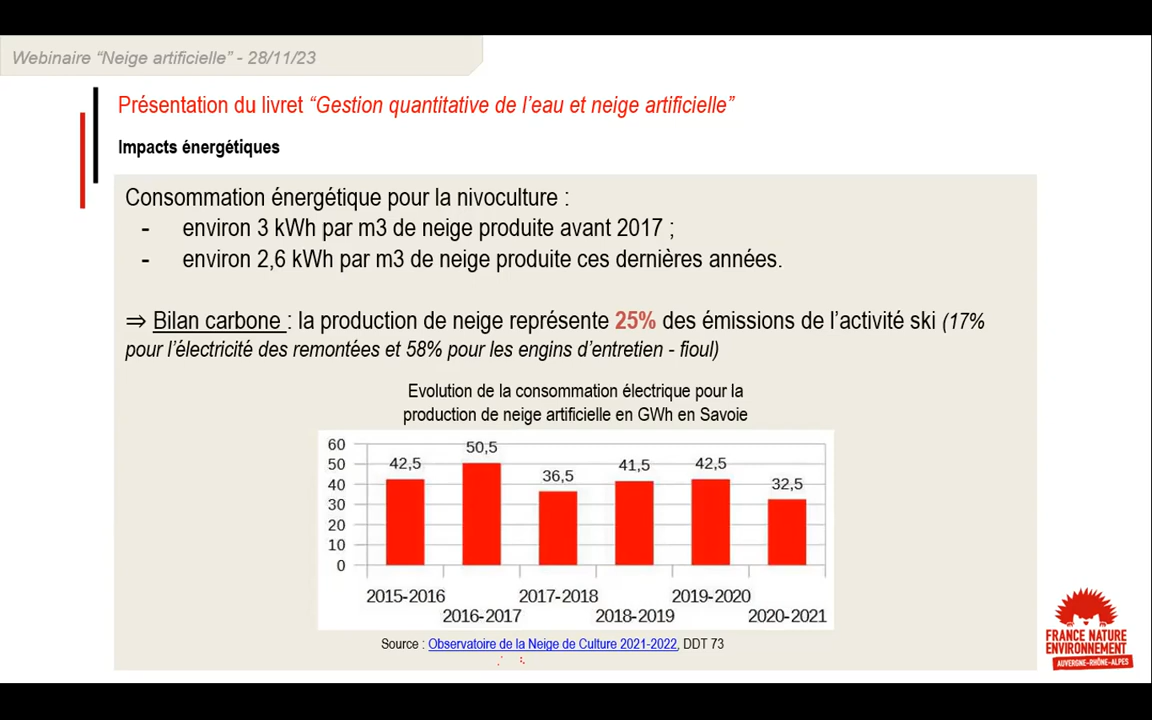 Webinaire “Neige artificielle” - 28/11/23
Présentation du livret “Gestion quantitative de l’eau et neige artificielle”
Impacts énergétiques
Consommation énergétique pour la nivoculture :
- environ 3 kWh par m3 de neige produite avant 2017 ;
- environ 2,6 kWh par m3 de neige produite ces dernières années.
⇒ Bilan carbone : la production de neige représente 25% des émissions de l’activité ski (17%
pour l’électricité des remontées et 58% pour les engins d’entretien - fioul)
Evolution de la consommation électrique pour la
production de neige artificielle en GWh en Savoie
60
50
40
30
20
10
0
42,5
50,5
36,5
41,5
42,5
32,5
2015-2016
2016-2017
2017-2018
2018-2019
2019-2020
2020-2021
Source : Observatoire de la Neige de Culture 2021-2022, DDT 73
FRANCE NATURE
ENVIRONNEMENT
AUVERGNE-RHÔNE-ALPES